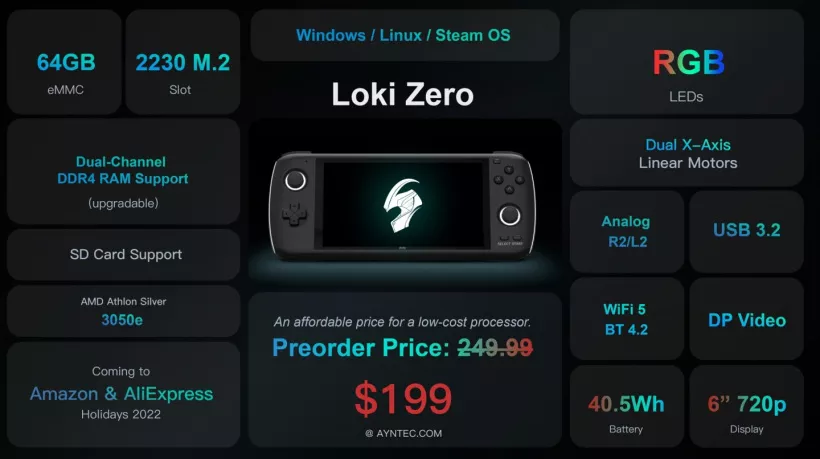 64GB
eMMC
2230 M.2
Slot
Dual-Channel
DDR4 RAM Support
(upgradable)
SD Card Support
AMD Athlon Silver
3050e
Coming to
Amazon & AliExpress
Holidays 2022
Windows / Linux / Steam OS
Loki Zero
An affordable price for a low-cost processor.
Preorder Price: 249.99
$199
@ AYNTEC.COM
RGB
LEDs
Dual X-Axis
Linear Motors
Analog
R2/L2
USB 3.2
WiFi 5
BT 4.2
DP Video
40.5Wh
Battery
6” 720p
Display